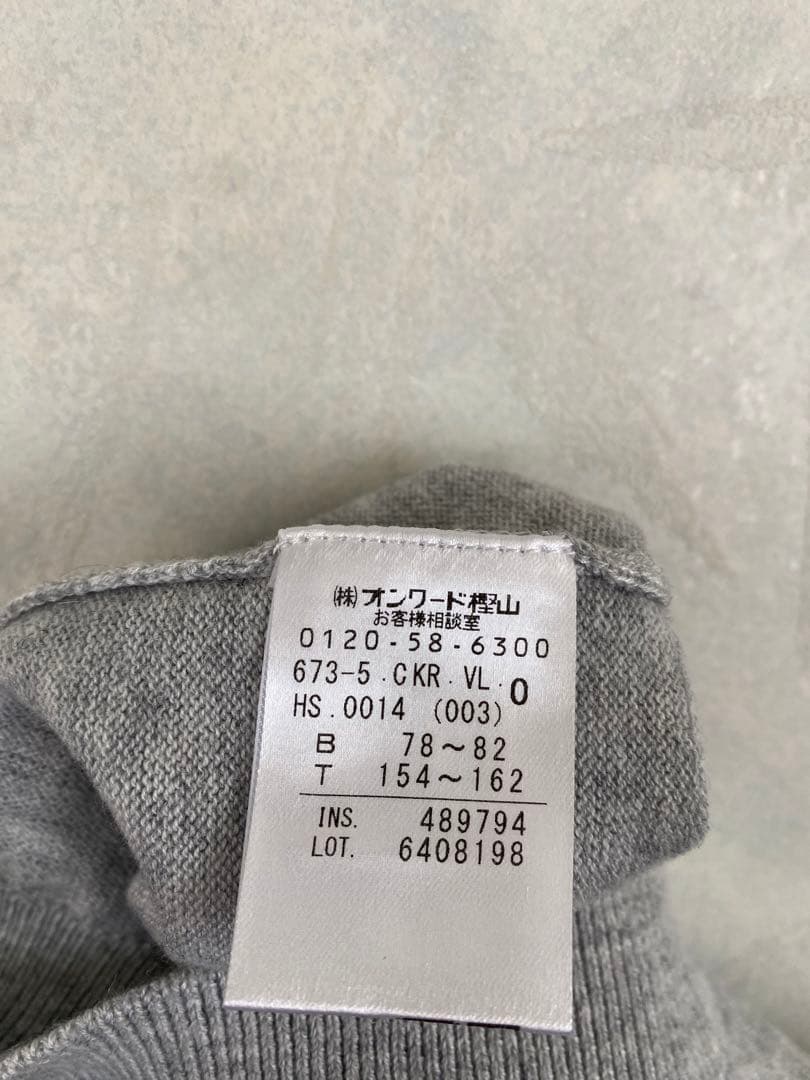 ㈱オンワード樫山
お客様相談室
0120-58-6300
673-5.CKR.VL.0
HS.0014 (003)
B 78～82
T 154～162
INS. 489794
LOT. 6408198